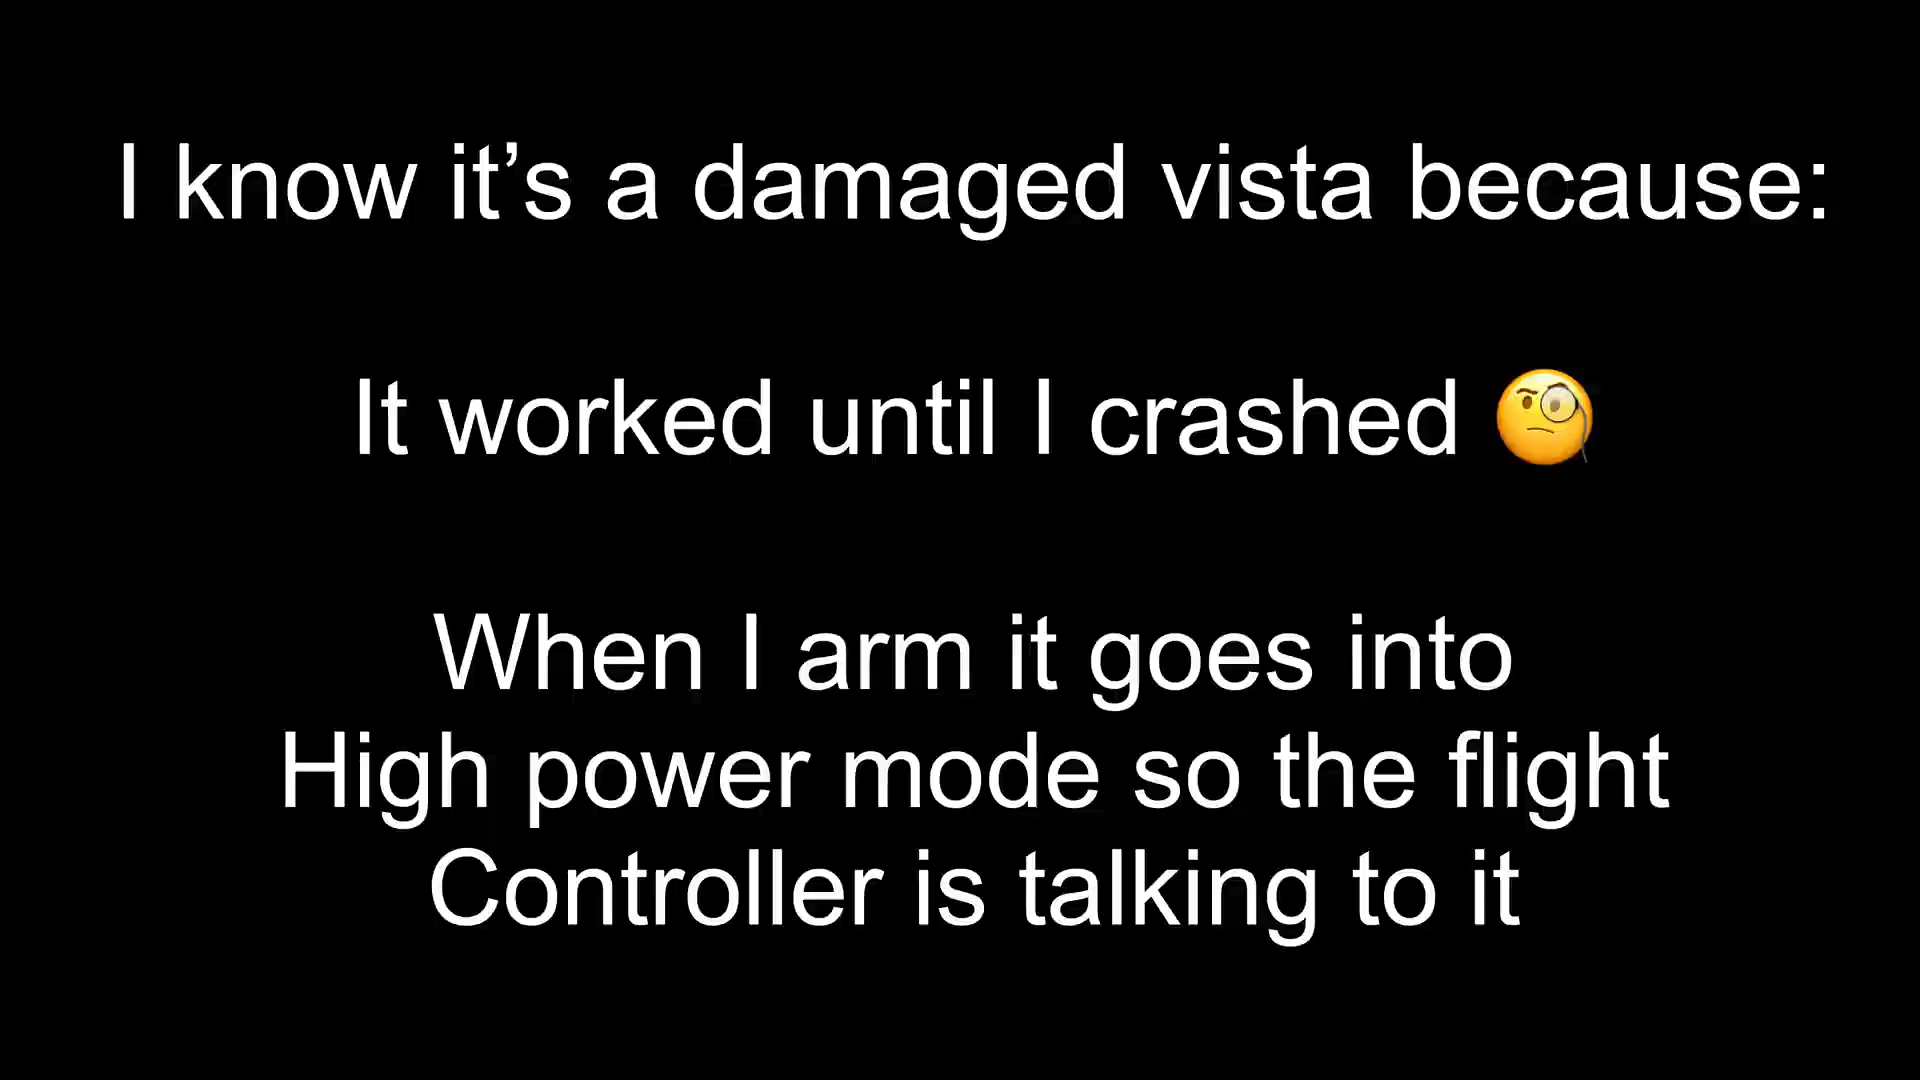 I know it’s a damaged vista because:
It worked until I crashed 🧐
When I arm it goes into
High power mode so the flight
Controller is talking to it